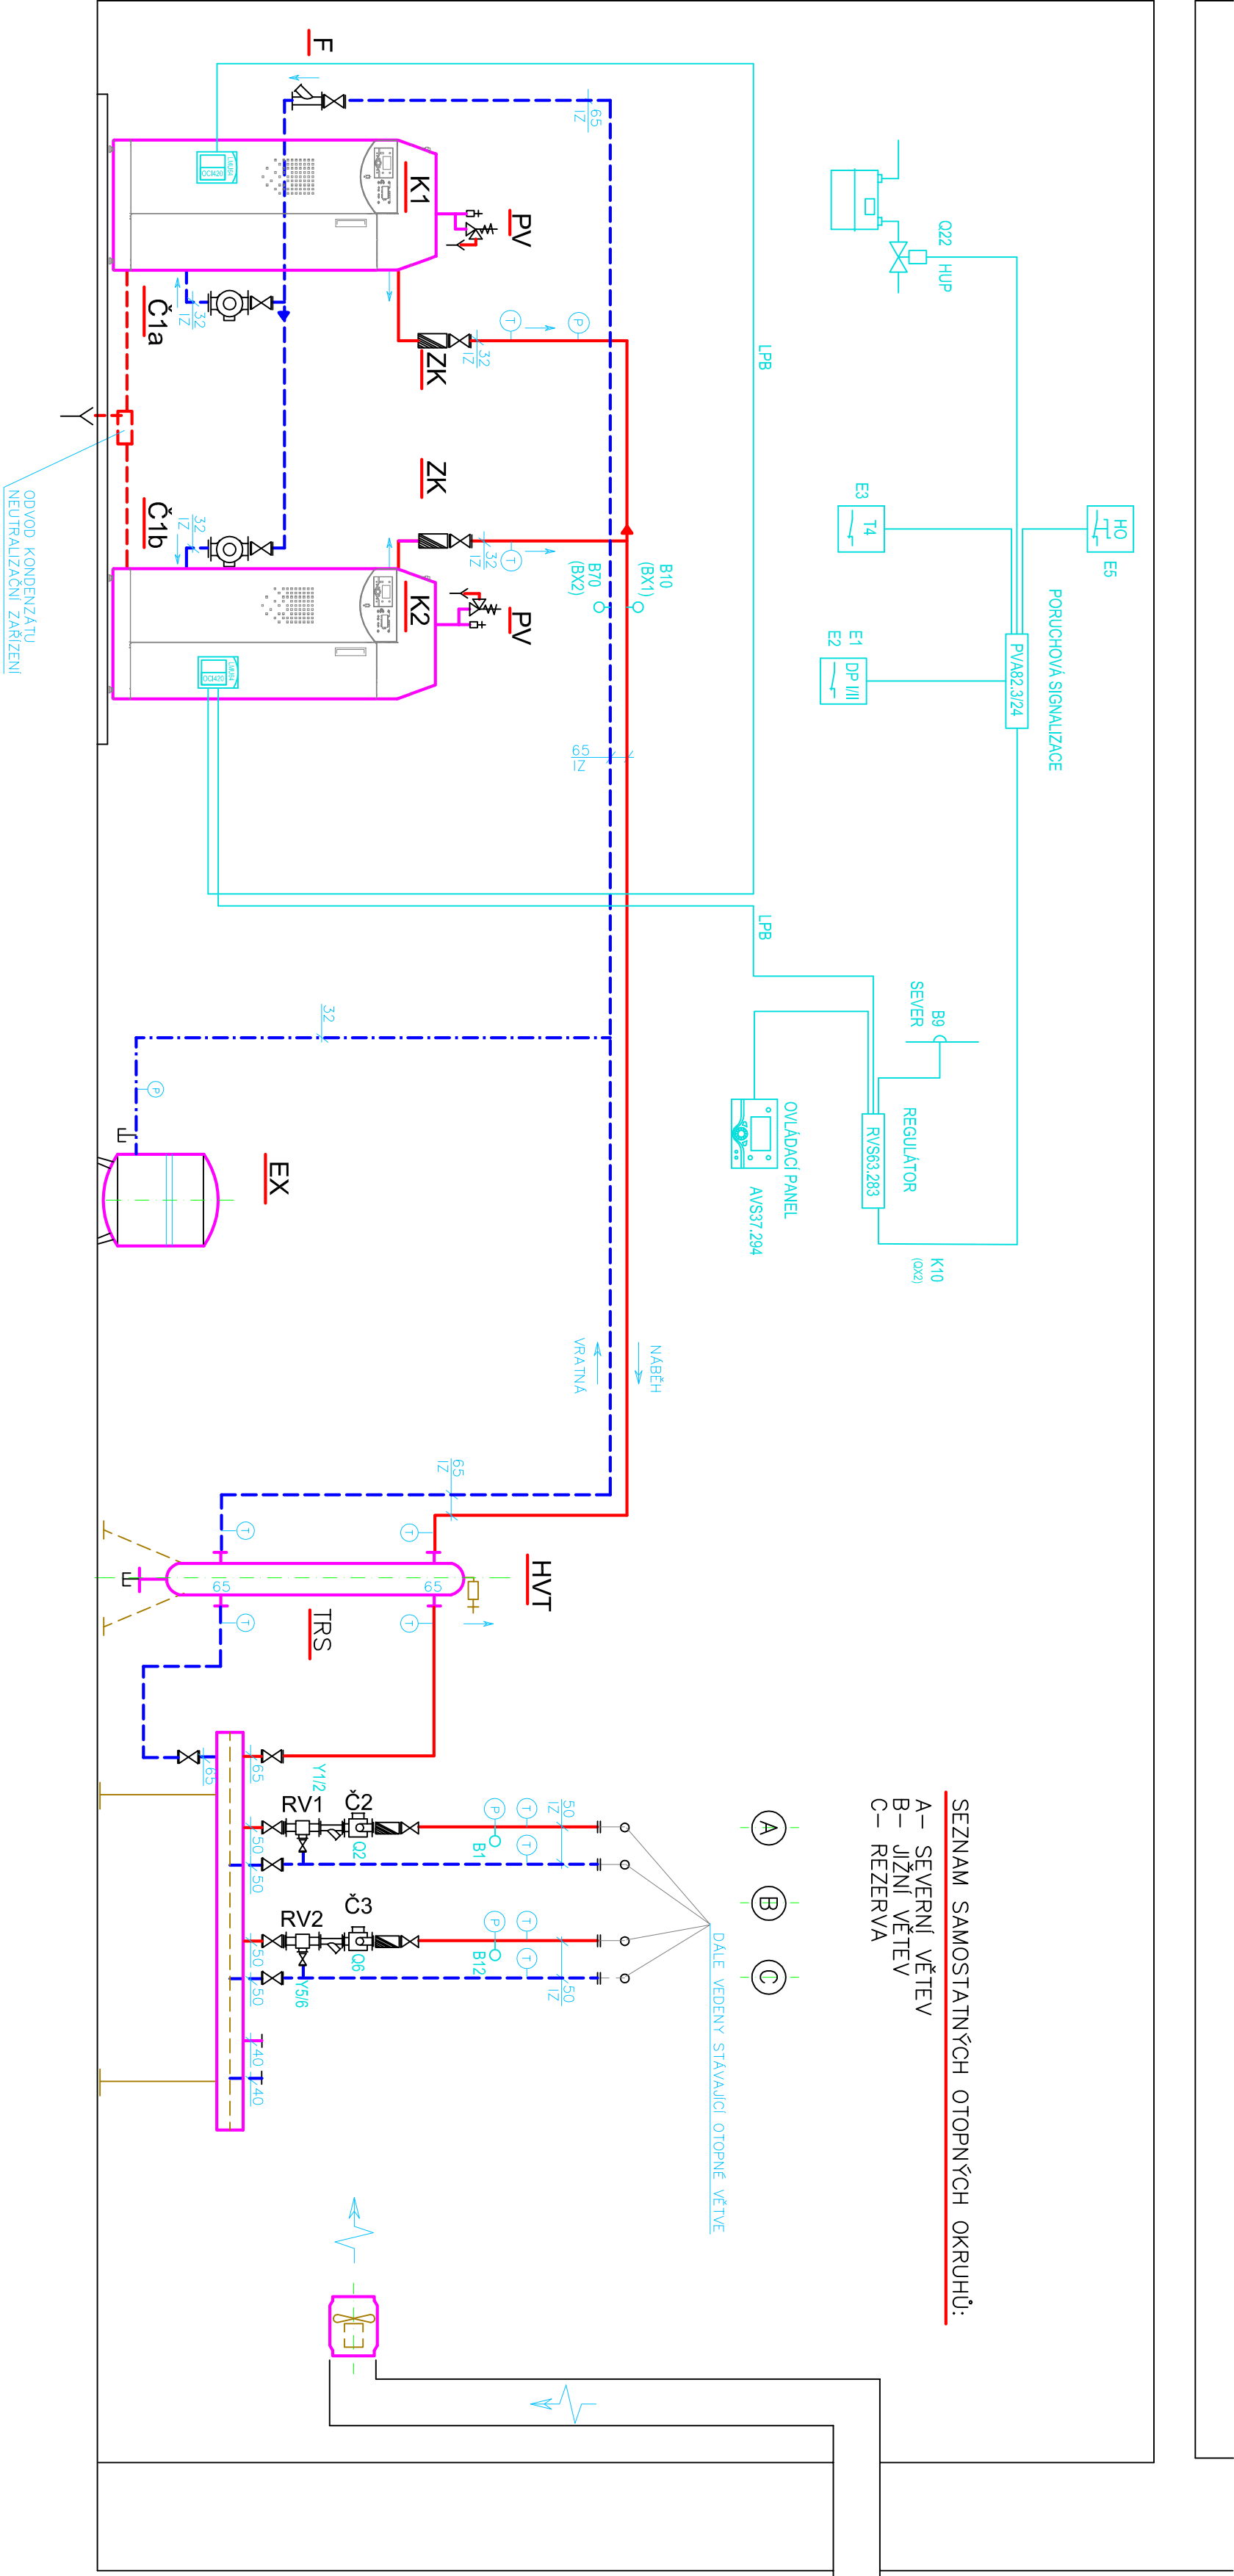 SEZNAM SAMOSTATNÝCH OTOPNÝCH OKRUHŮ:
A– SEVERNÍ VĚTEV
B– JIŽNÍ VĚTEV
C– REZERVA
HO
E5
PORUCHOVÁ SIGNALIZACE
PVA82.3/24
Q22 HUP
E3
T4
E1
E2
DP I/II
K10
(QX2)
B9
SEVER
REGULÁTOR
RVS63.283
OVLÁDACÍ PANEL
AVS37.294
LPB
LPB
A
B
C
DÁLE VEDENY STÁVAJÍCÍ OTOPNÉ VĚTVE
B10
(BX1)
B70
(BX2)
NÁBĚH
VRATNÁ
65
IZ
65
IZ
P
T
T
32
IZ
32
IZ
ZK
ZK
PV
PV
K1
K2
F
LMU64
OCI420
LMU64
OCI420
32
IZ
32
IZ
Č1a
Č1b
ODVOD KONDENZÁTU
NEUTRALIZAČNÍ ZAŘÍZENÍ
32
P
EX
65
IZ
HVT
T
T
T
T
65
65
TRS
65
65
50
IZ
50
IZ
T
T
P
B1
T
T
P
B12
Č2
Q2
Č3
Q6
Y1/2
RV1
RV2
Y5/6
50
50
50
50
40
40